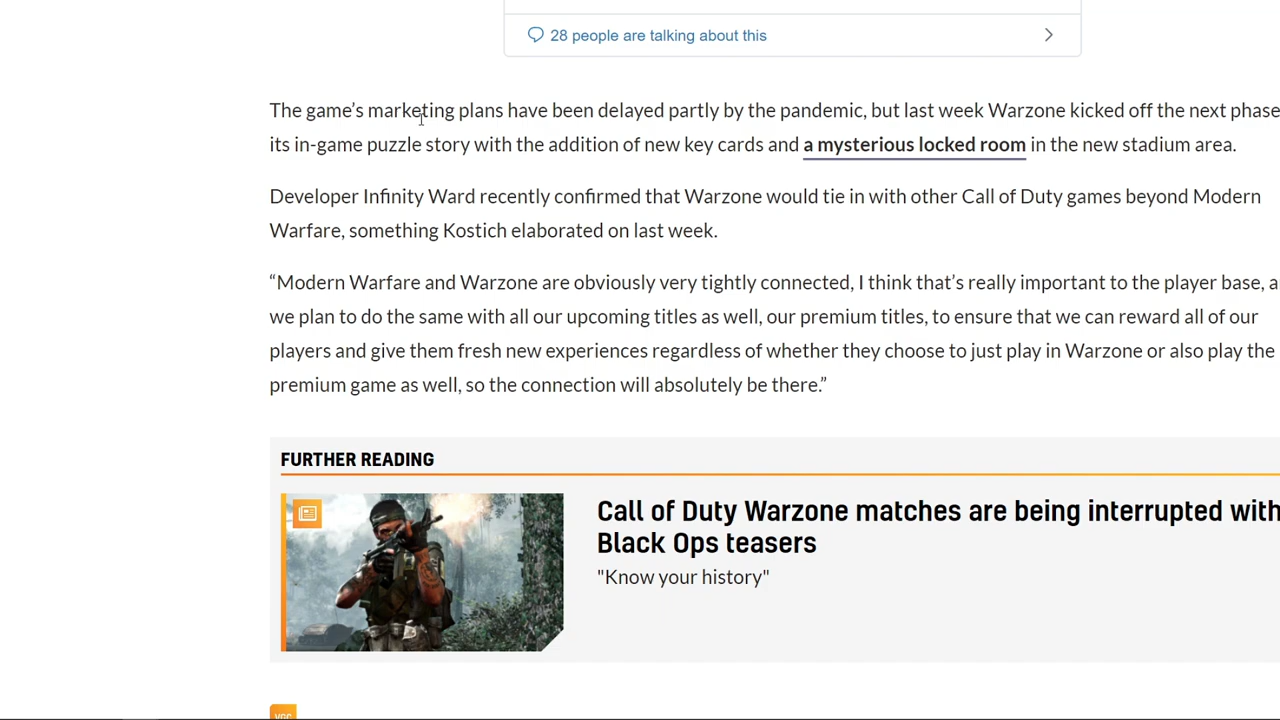 28 people are talking about this
The game’s marketing plans have been delayed partly by the pandemic, but last week Warzone kicked off the next phase
its in-game puzzle story with the addition of new key cards and a mysterious locked room in the new stadium area.
Developer Infinity Ward recently confirmed that Warzone would tie in with other Call of Duty games beyond Modern
Warfare, something Kostich elaborated on last week.
“Modern Warfare and Warzone are obviously very tightly connected, I think that’s really important to the player base, a
we plan to do the same with all our upcoming titles as well, our premium titles, to ensure that we can reward all of our
players and give them fresh new experiences regardless of whether they choose to just play in Warzone or also play the
premium game as well, so the connection will absolutely be there.”
FURTHER READING
Call of Duty Warzone matches are being interrupted with
Black Ops teasers
"Know your history"
VGC